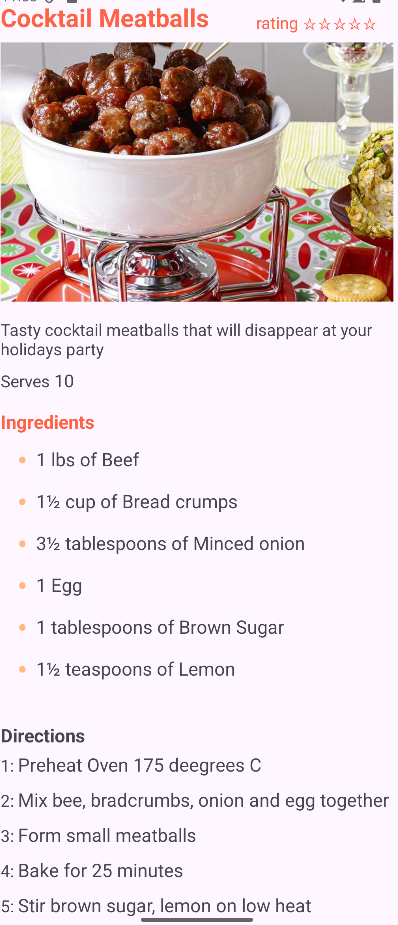 Cocktail Meatballs
rating ☆☆☆☆☆
Tasty cocktail meatballs that will disappear at your
holidays party
Serves 10
Ingredients
1 lbs of Beef
1½ cup of Bread crumps
3½ tablespoons of Minced onion
1 Egg
1 tablespoons of Brown Sugar
1½ teaspoons of Lemon
Directions
1: Preheat Oven 175 deegrees C
2: Mix bee, bradcrumbs, onion and egg together
3: Form small meatballs
4: Bake for 25 minutes
5: Stir brown sugar, lemon on low heat